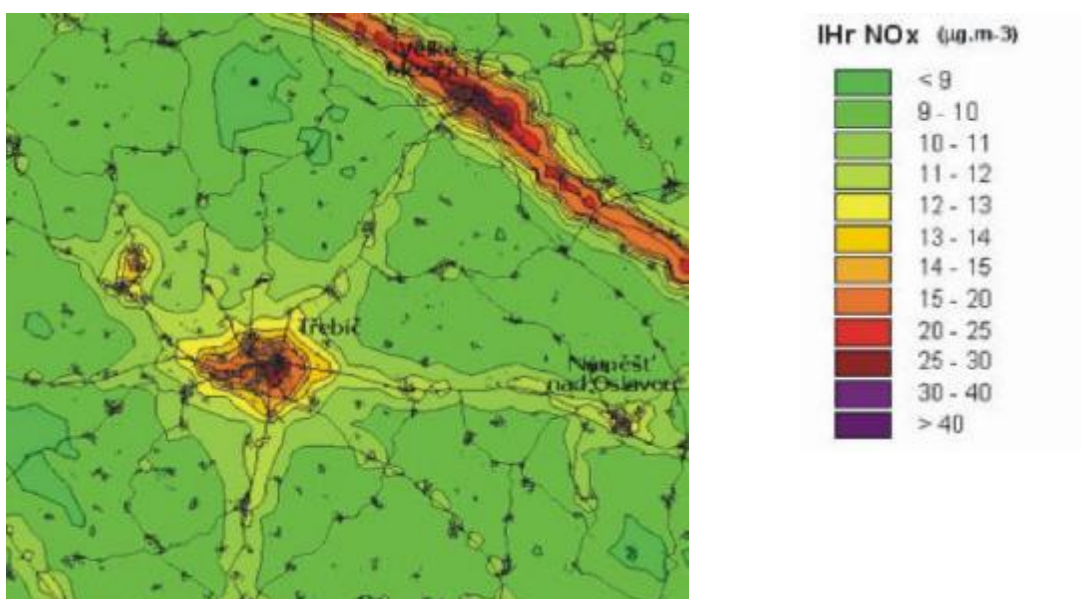 Velké
Třebíč
Náměšť
nad Oslavou
IHr NOx (µg.m-3)
< 9
9 - 10
10 - 11
11 - 12
12 - 13
13 - 14
14 - 15
15 - 20
20 - 25
25 - 30
30 - 40
> 40